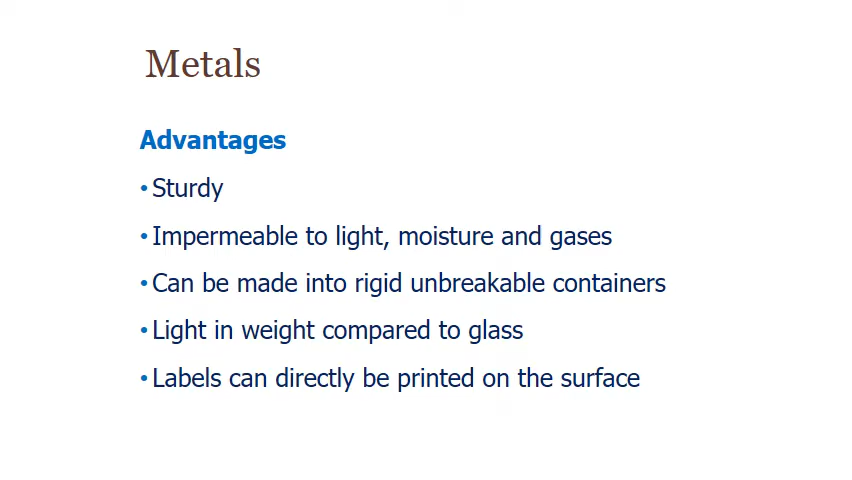 Metals
Advantages
• Sturdy
• Impermeable to light, moisture and gases
• Can be made into rigid unbreakable containers
• Light in weight compared to glass
• Labels can directly be printed on the surface